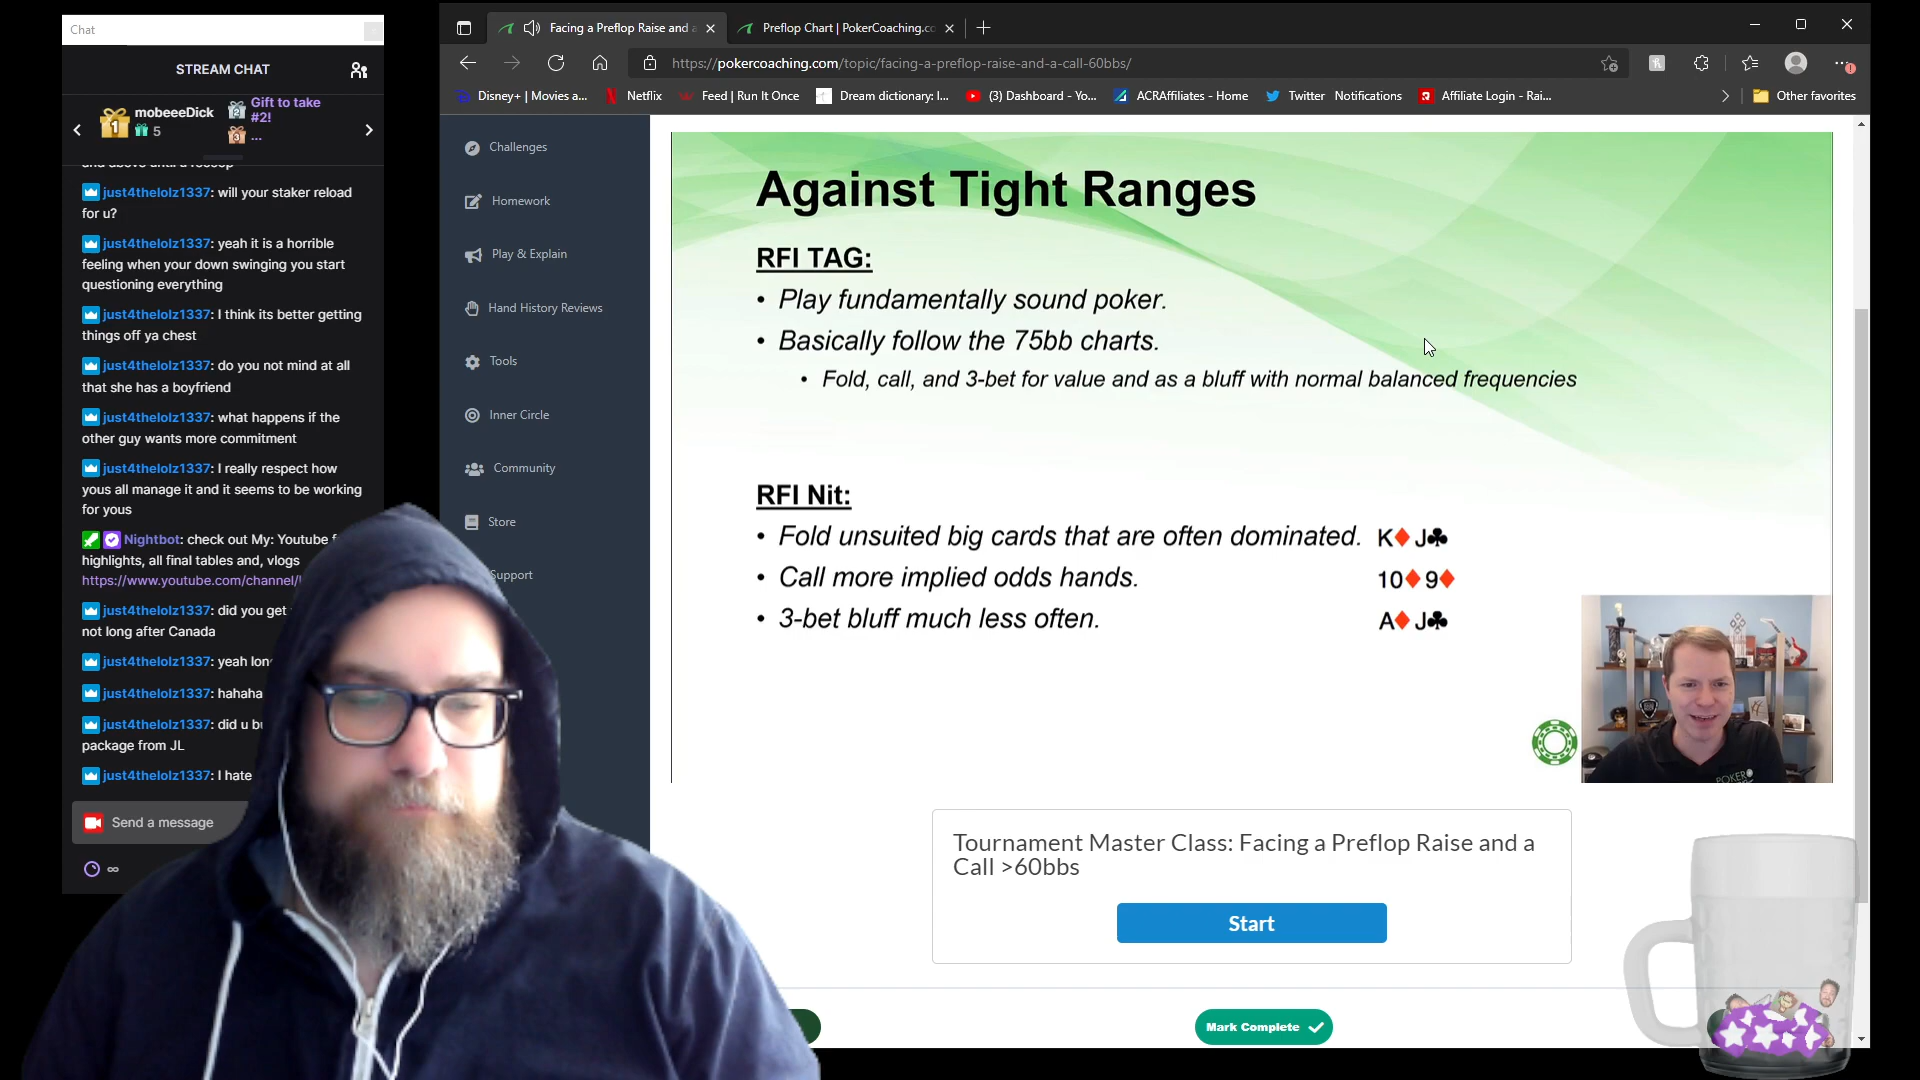 Chat
STREAM CHAT
1
mobeeeDick
5
2
Gift to take
#2!
3
...
just4thelolz1337: will your staker reload
for u?
just4thelolz1337: yeah it is a horrible
feeling when your down swinging you start
questioning everything
just4thelolz1337: I think its better getting
things off ya chest
just4thelolz1337: do you not mind at all
that she has a boyfriend
just4thelolz1337: what happens if the
other guy wants more commitment
just4thelolz1337: I really respect how
yous all manage it and it seems to be working
for yous
Nightbot: check out My: Youtube
highlights, all final tables and, vlogs
https://www.youtube.com/channel/
just4thelolz1337: did you get
not long after Canada
just4thelolz1337: yeah
just4thelolz1337: hahaha
just4thelolz1337: did u
package from JL
just4thelolz1337: I hate
Send a message
∞
Facing a Preflop Raise and a
Preflop Chart | PokerCoaching.co
https://pokercoaching.com/topic/facing-a-preflop-raise-and-a-call-60bbs/
Disney+ | Movies a...
Netflix
Feed | Run It Once
Dream dictionary: I...
(3) Dashboard - Yo...
ACRAffiliates - Home
Twitter
Notifications
Affiliate Login - Rai...
Other favorites
Challenges
Homework
Play & Explain
Hand History Reviews
Tools
Inner Circle
Community
Store
Support
Against Tight Ranges
RFI TAG:
• Play fundamentally sound poker.
• Basically follow the 75bb charts.
• Fold, call, and 3-bet for value and as a bluff with normal balanced frequencies
RFI Nit:
• Fold unsuited big cards that are often dominated. K♦ J♣
• Call more implied odds hands. 10♦ 9♦
• 3-bet bluff much less often. A♦ J♣
POKER
Tournament Master Class: Facing a Preflop Raise and a
Call >60bbs
Start
Mark Complete